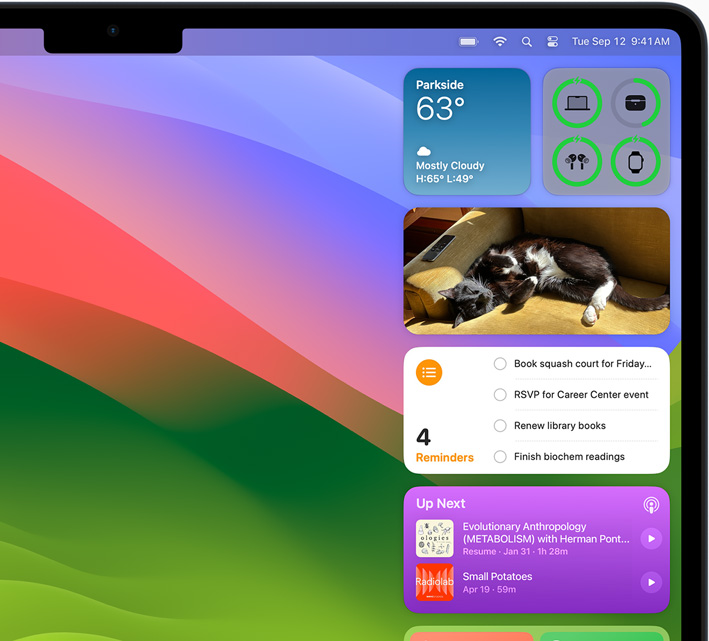 Tue Sep 12 9:41 AM
Parkside
63°
Mostly Cloudy
H:65° L:49°
Book squash court for Friday...
RSVP for Career Center event
Renew library books
Finish biochem readings
4
Reminders
Up Next
ologies
Evolutionary Anthropology
(METABOLISM) with Herman Pont...
Resume · Jan 31 · 1h 28m
Radiolab
Small Potatoes
Apr 19 · 59m